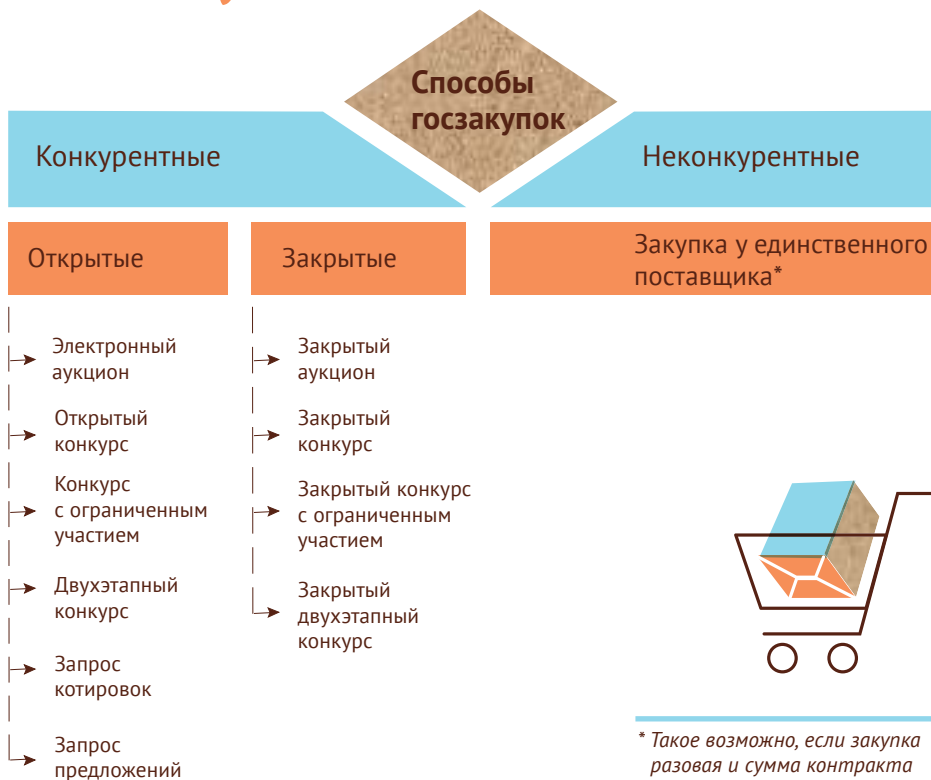 Способы
госзакупок
Конкурентные
Неконкурентные
Открытые
Закрытые
Закупка у единственного
поставщика*
Электронный
аукцион
Открытый
конкурс
Конкурс
с ограниченным
участием
Двухэтапный
конкурс
Запрос
котировок
Запрос
предложений
Закрытый
аукцион
Закрытый
конкурс
Закрытый конкурс
с ограниченным
участием
Закрытый
двухэтапный
конкурс
* Такое возможно, если закупка
разовая и сумма контракта